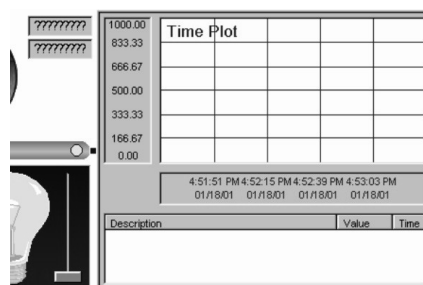 ?????????
?????????
1000.00
833.33
666.67
500.00
333.33
166.67
0.00
Time Plot
4:51:51 PM 4:52:15 PM 4:52:39 PM 4:53:03 PM
01/18/01 01/18/01 01/18/01 01/18/01
Description Value Time